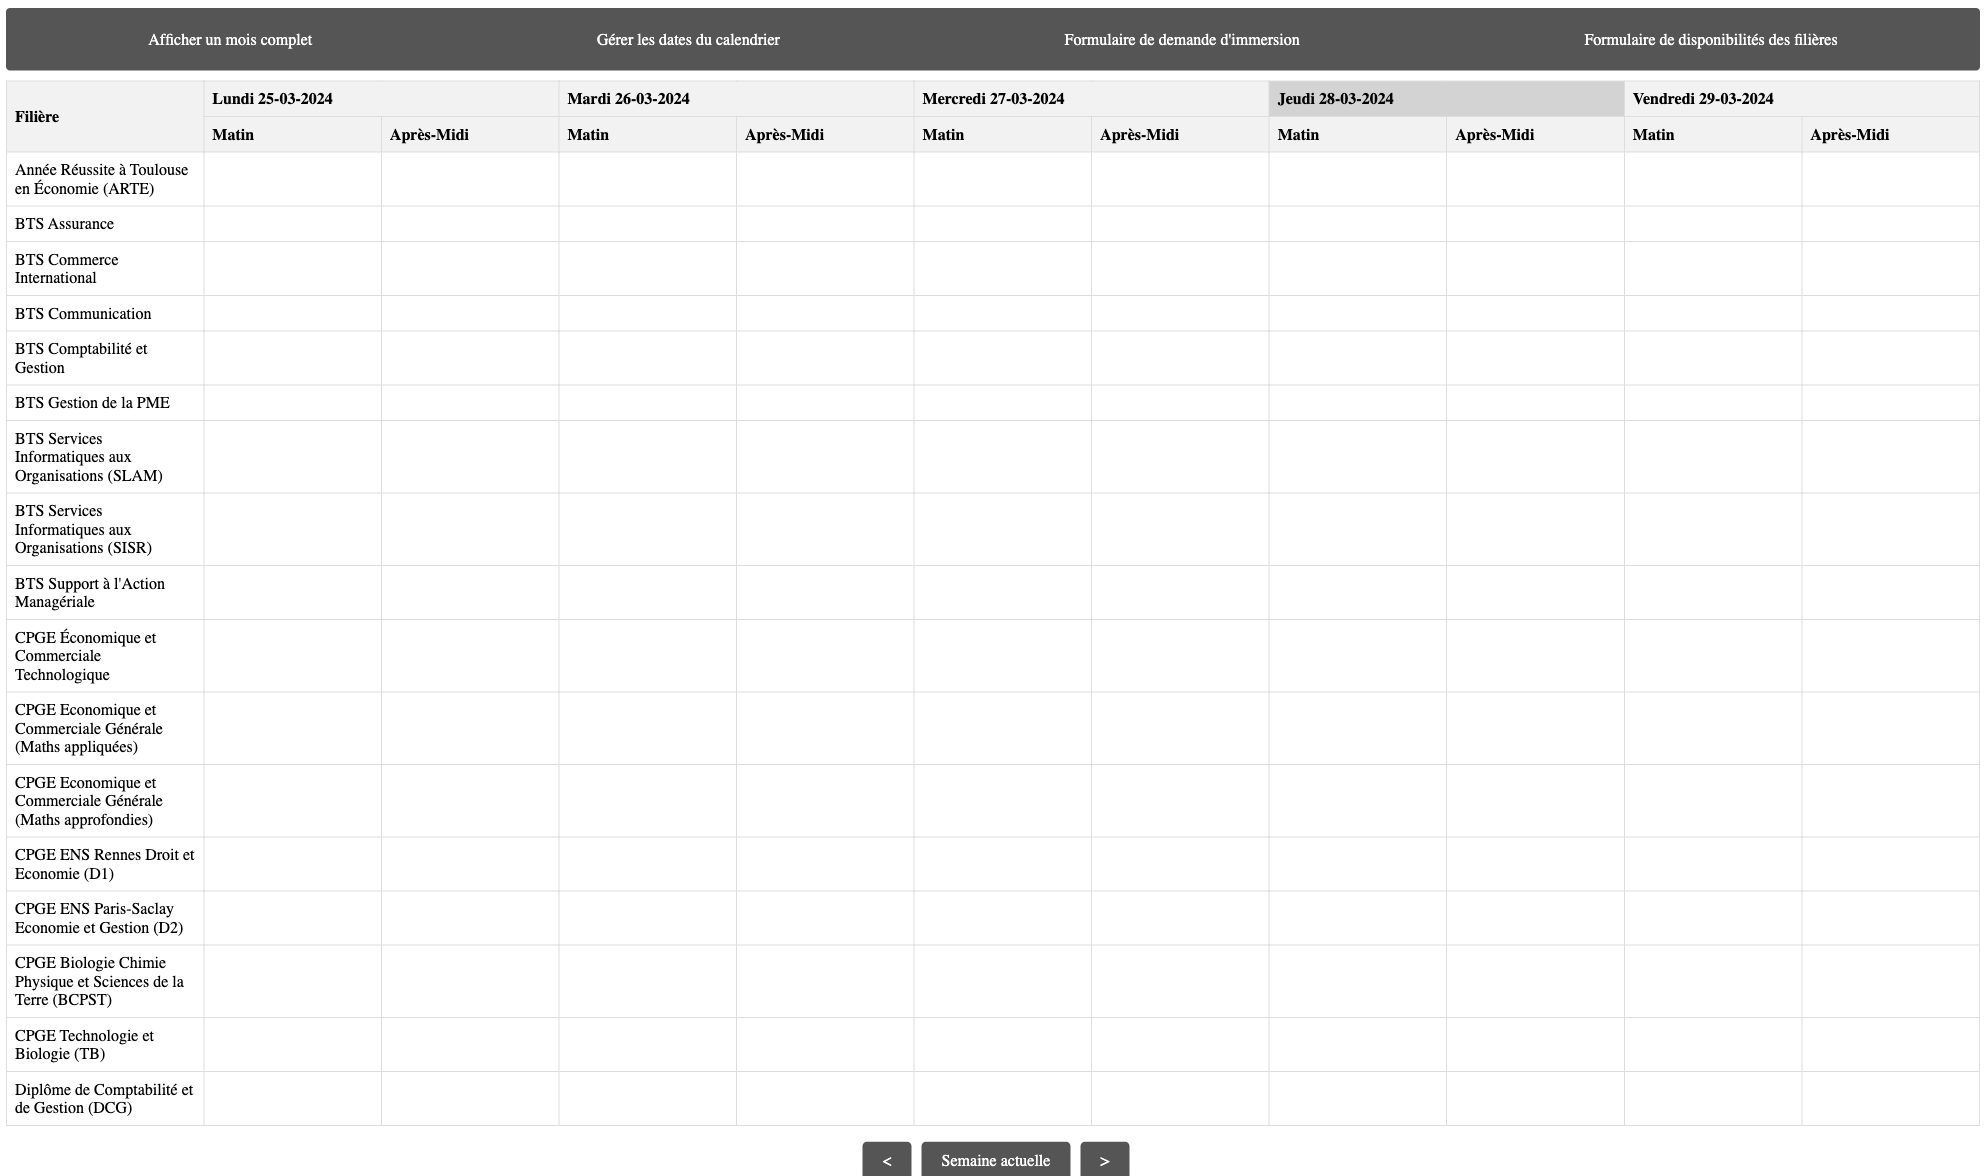 Afficher un mois complet
Gérer les dates du calendrier
Formulaire de demande d'immersion
Formulaire de disponibilités des filières
Filière
Lundi 25-03-2024
Mardi 26-03-2024
Mercredi 27-03-2024
Jeudi 28-03-2024
Vendredi 29-03-2024
Matin
Après-Midi
Matin
Après-Midi
Matin
Après-Midi
Matin
Après-Midi
Matin
Après-Midi
Année Réussite à Toulouse
en Économie (ARTE)
BTS Assurance
BTS Commerce
International
BTS Communication
BTS Comptabilité et
Gestion
BTS Gestion de la PME
BTS Services
Informatiques aux
Organisations (SLAM)
BTS Services
Informatiques aux
Organisations (SISR)
BTS Support à l'Action
Managériale
CPGE Économique et
Commerciale
Technologique
CPGE Economique et
Commerciale Générale
(Maths appliquées)
CPGE Economique et
Commerciale Générale
(Maths approfondies)
CPGE ENS Rennes Droit et
Economie (D1)
CPGE ENS Paris-Saclay
Economie et Gestion (D2)
CPGE Biologie Chimie
Physique et Sciences de la
Terre (BCPST)
CPGE Technologie et
Biologie (TB)
Diplôme de Comptabilité et
de Gestion (DCG)
<
Semaine actuelle
>